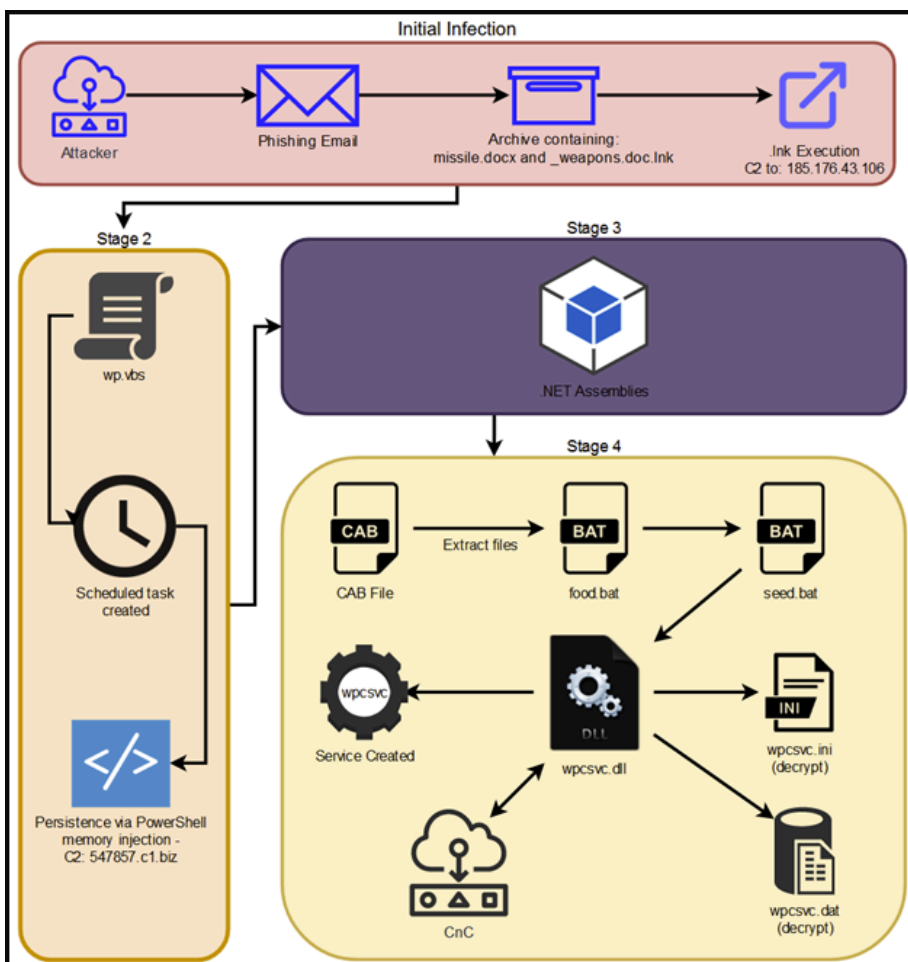 Initial Infection
Attacker
Phishing Email
Archive containing:
missile.docx and _weapons.doc.lnk
.lnk Execution
C2 to: 185.176.43.106
Stage 2
wp.vbs
Scheduled task
created
Persistence via PowerShell
memory injection -
C2: 547857.c1.biz
Stage 3
.NET Assemblies
Stage 4
CAB
CAB File
Extract files
BAT
food.bat
BAT
seed.bat
wpcsvc
Service Created
DLL
wpcsvc.dll
INI
wpcsvc.ini
(decrypt)
CnC
wpcsvc.dat
(decrypt)